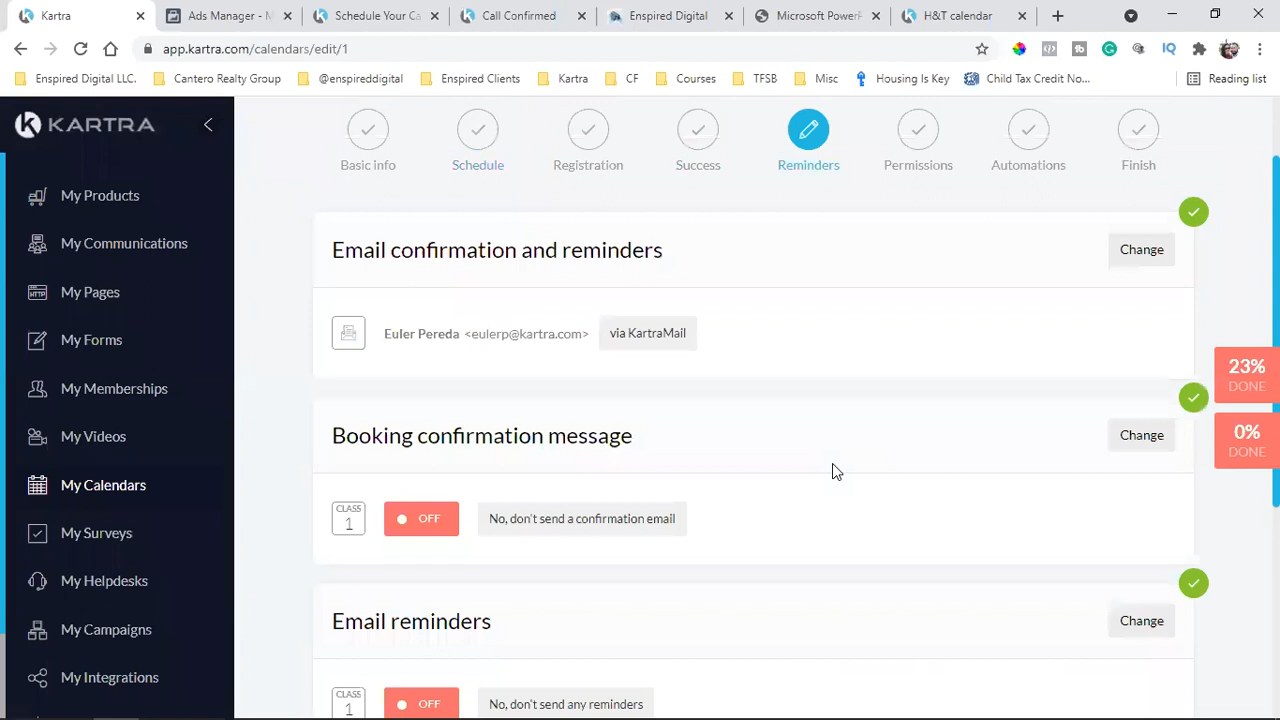 Kartra
Ads Manager - M
Schedule Your Ca
Call Confirmed
Enspired Digital
Microsoft PowerP
H&T calendar
app.kartra.com/calendars/edit/1
Enspired Digital LLC.
Cantero Realty Group
@enspireddigital
Enspired Clients
Kartra
CF
Courses
TFSB
Misc
Housing Is Key
Child Tax Credit No...
Reading list
KARTRA
My Products
My Communications
My Pages
My Forms
My Memberships
My Videos
My Calendars
My Surveys
My Helpdesks
My Campaigns
My Integrations
Basic info
Schedule
Registration
Success
Reminders
Permissions
Automations
Finish
Email confirmation and reminders
Change
Euler Pereda <eulerp@kartra.com>
via KartraMail
Booking confirmation message
Change
CLASS
1
OFF
No, don't send a confirmation email
Email reminders
Change
CLASS
1
OFF
No, don't send any reminders
23%
DONE
0%
DONE